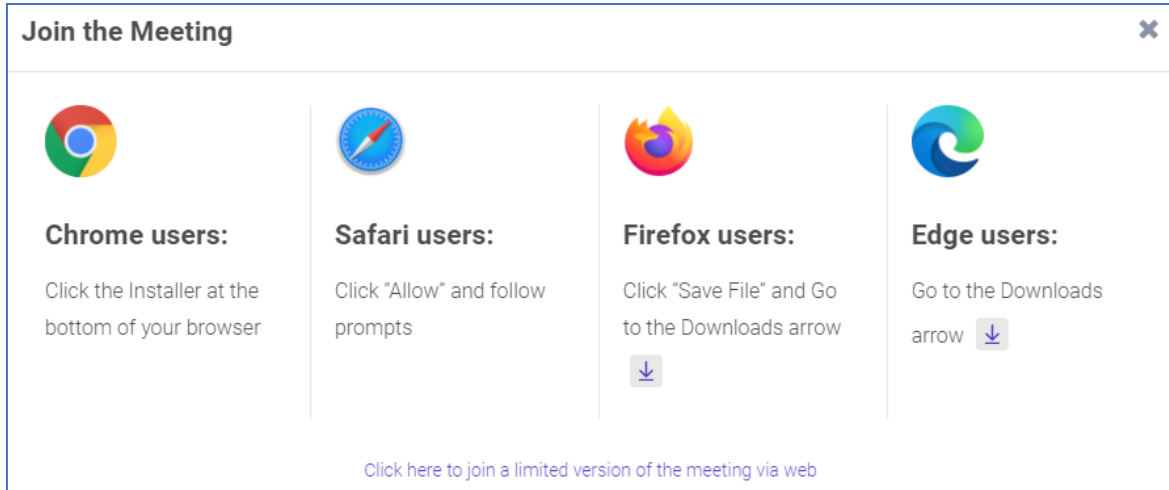 Join the Meeting
Chrome users:
Click the Installer at the
bottom of your browser
Safari users:
Click “Allow” and follow
prompts
Firefox users:
Click “Save File” and Go
to the Downloads arrow
Edge users:
Go to the Downloads
arrow
Click here to join a limited version of the meeting via web